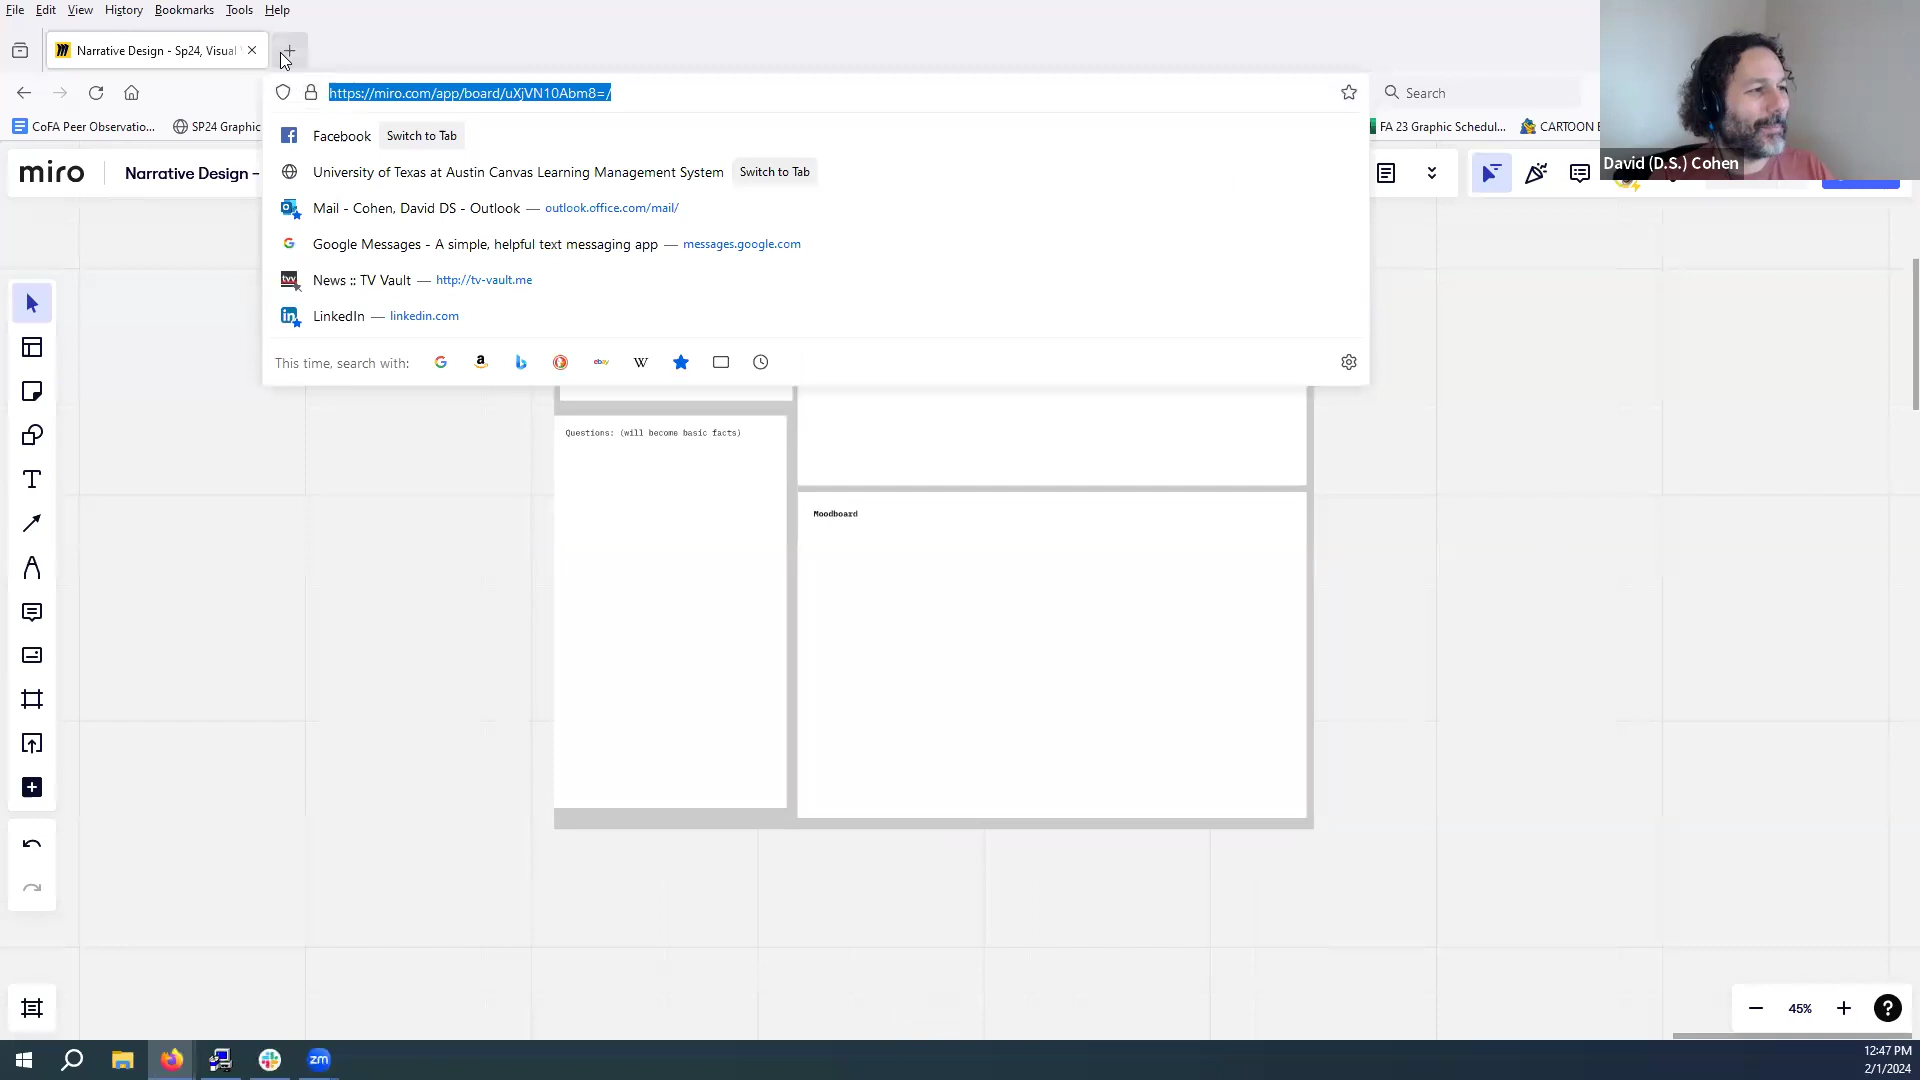 File Edit View History Bookmarks Tools Help
Narrative Design - Sp24, Visual
https://miro.com/app/board/uXjVN10Abm8=/
Search
CoFA Peer Observatio...
SP24 Graphic
FA 23 Graphic Schedul...
CARTOON
miro
Narrative Design -
David (D.S.) Cohen
Facebook Switch to Tab
University of Texas at Austin Canvas Learning Management System Switch to Tab
Mail - Cohen, David DS - Outlook — outlook.office.com/mail/
Google Messages - A simple, helpful text messaging app — messages.google.com
News :: TV Vault — http://tv-vault.me
LinkedIn — linkedin.com
This time, search with:
Questions: (will become basic facts)
Moodboard
45%
12:47 PM
2/1/2024